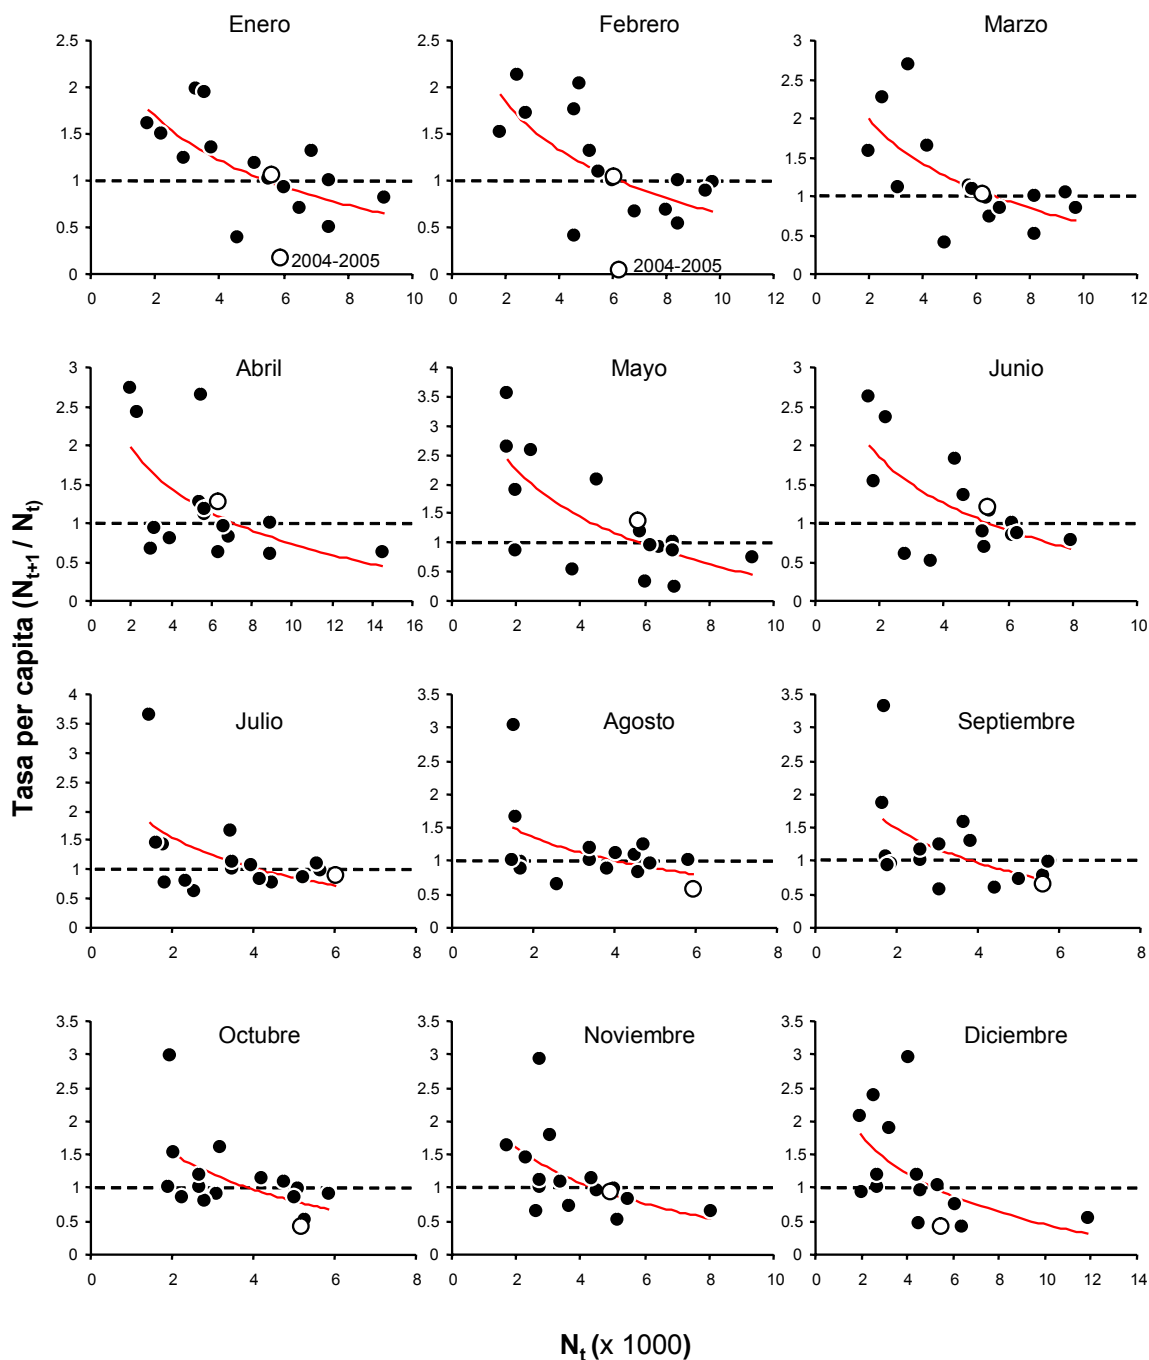 Enero Febrero Marzo
2.5 2.5 3
2 2 2.5
1.5 1.5 2
1 1 1.5
0.5 0.5 1
0 0 0.5
0
2004-2005 2004-2005
0 2 4 6 8 10 0 2 4 6 8 10 12 0 2 4 6 8 10 12
Abril Mayo Junio
3 4 3
2.5 3.5 2.5
2 3 2
1.5 2.5 1.5
1 2 1
0.5 1.5 0.5
0 1 0
0.5
0
0 2 4 6 8 10 12 14 16 0 2 4 6 8 10 0 2 4 6 8 10
Tasa per capita (Nt+1 / Nt)
Julio Agosto Septiembre
4 3.5 3.5
3.5 3 3
3 2.5 2.5
2.5 2 2
2 1.5 1.5
1.5 1 1
1 0.5 0.5
0.5 0 0
0
0 2 4 6 8 0 2 4 6 8 0 2 4 6 8
Octubre Noviembre Diciembre
3.5 3.5 3.5
3 3 3
2.5 2.5 2.5
2 2 2
1.5 1.5 1.5
1 1 1
0.5 0.5 0.5
0 0 0
0 2 4 6 8 0 2 4 6 8 10 0 2 4 6 8 10 12 14
Nt (x 1000)